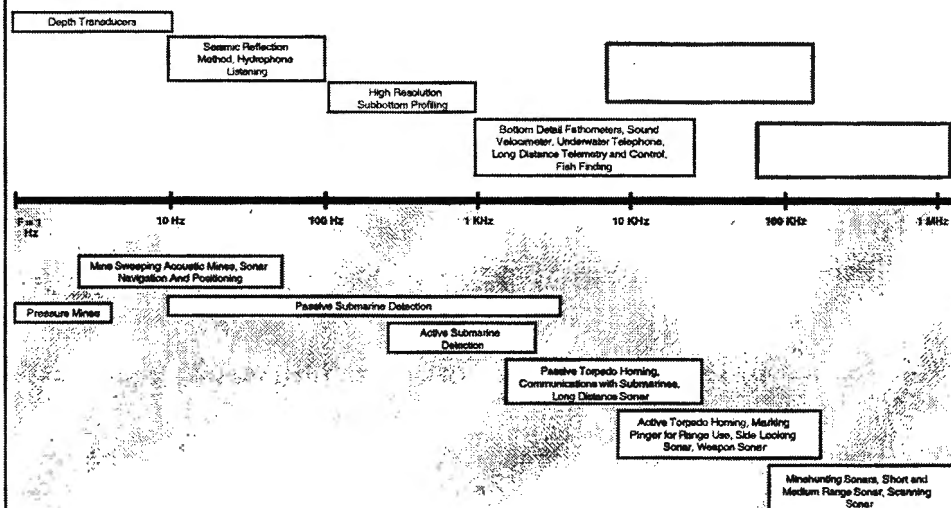 Depth Transducers
Seismic Reflection
Method, Hydrophone
Listening
High Resolution
Subbottom Profiling
Bottom Detail Fathometers, Sound
Velocometer, Underwater Telephone,
Long Distance Telemetry and Control,
Fish Finding
F = 1
Hz
10 Hz
100 Hz
1 KHz
10 KHz
100 KHz
1 MHz
Mine Sweeping Acoustic Mines, Sonar
Navigation And Positioning
Pressure Mines
Passive Submarine Detection
Active Submarine
Detection
Passive Torpedo Homing,
Communications with Submarines,
Long Distance Sonar
Active Torpedo Homing, Marking
Pinger for Range Use, Side Looking
Sonar, Weapon Sonar
Minehunting Sonars, Short and
Medium Range Sonar, Scanning
Sonar